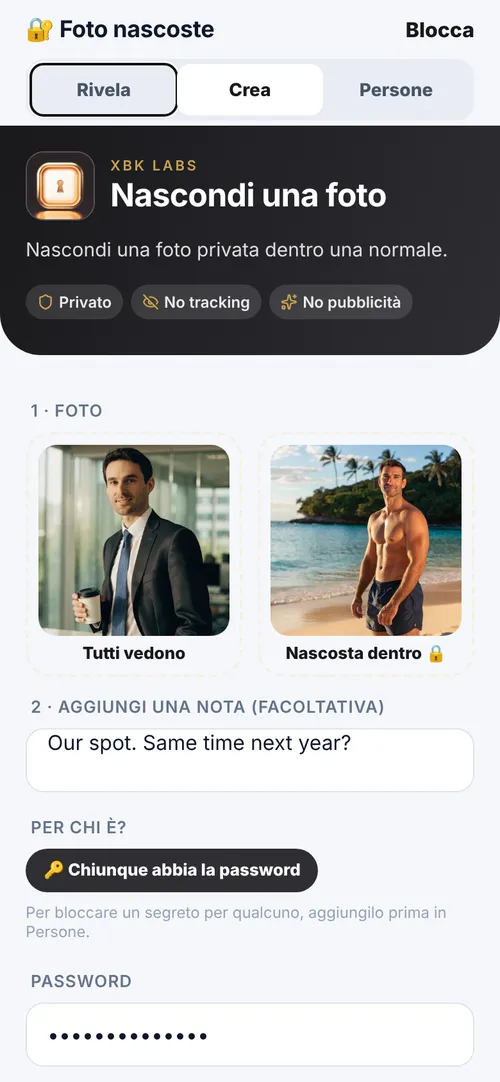 🔐 Foto nascoste
Blocca
Rivela
Crea
Persone
XBK LABS
Nascondi una foto
Nascondi una foto privata dentro una normale.
Privato
No tracking
No pubblicità
1 · FOTO
Tutti vedono
Nascosta dentro 🔒
2 · AGGIUNGI UNA NOTA (FACOLTATIVA)
Our spot. Same time next year?
PER CHI È?
🔑 Chiunque abbia la password
Per bloccare un segreto per qualcuno, aggiungilo prima in
Persone.
PASSWORD
••••••••••••••